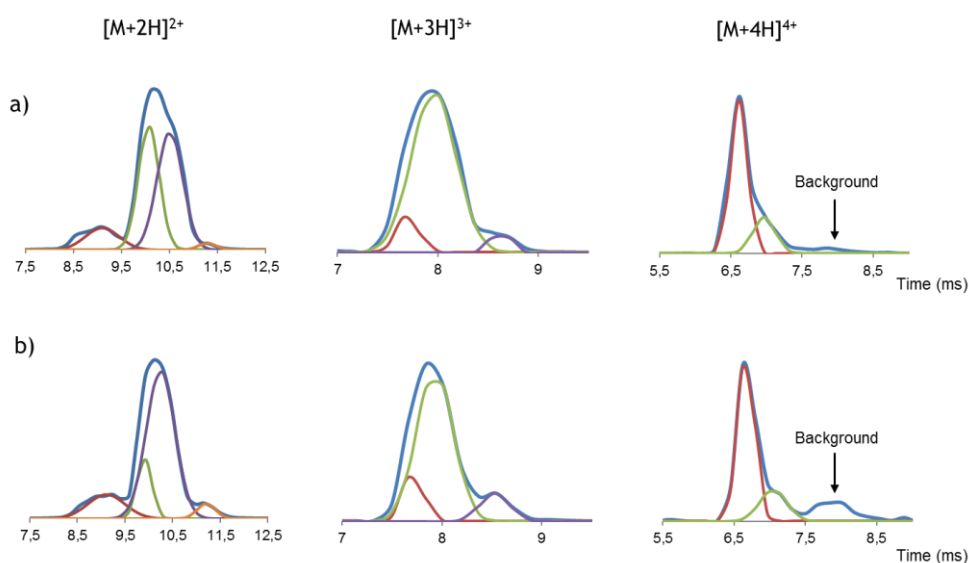 [M+2H]2+ [M+3H]3+ [M+4H]4+
a)
Background
7,5 8,5 9,5 10,5 11,5 12,5 7 8 9 5,5 6,5 7,5 8,5
Time (ms)
b)
Background
7,5 8,5 9,5 10,5 11,5 12,5 7 8 9 5,5 6,5 7,5 8,5
Time (ms)